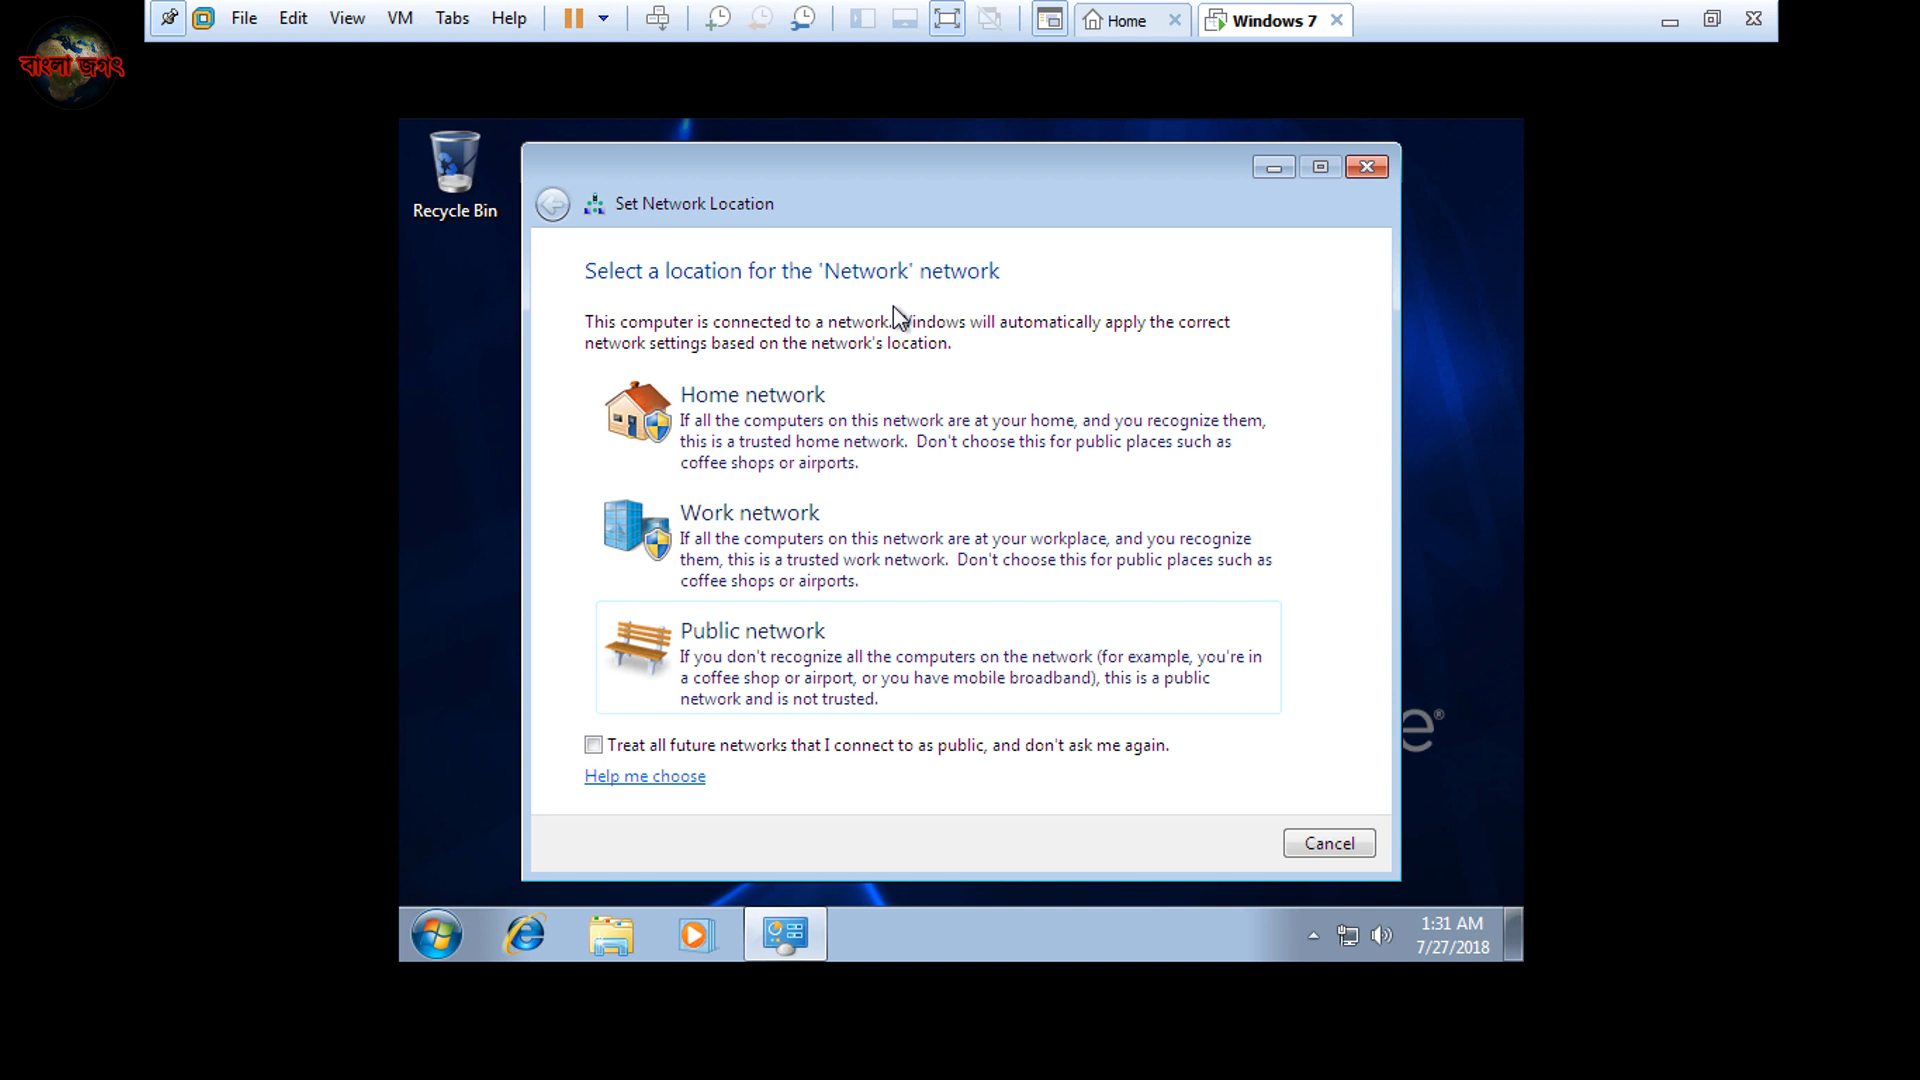 File Edit View VM Tabs Help Home Windows 7
বাংলা জগৎ
Recycle Bin
Set Network Location
Select a location for the 'Network' network
This computer is connected to a network. Windows will automatically apply the correct
network settings based on the network's location.
Home network
If all the computers on this network are at your home, and you recognize them,
this is a trusted home network. Don't choose this for public places such as
coffee shops or airports.
Work network
If all the computers on this network are at your workplace, and you recognize
them, this is a trusted work network. Don't choose this for public places such as
coffee shops or airports.
Public network
If you don't recognize all the computers on the network (for example, you're in
a coffee shop or airport, or you have mobile broadband), this is a public
network and is not trusted.
e®
Treat all future networks that I connect to as public, and don't ask me again.
Help me choose
Cancel
1:31 AM
7/27/2018